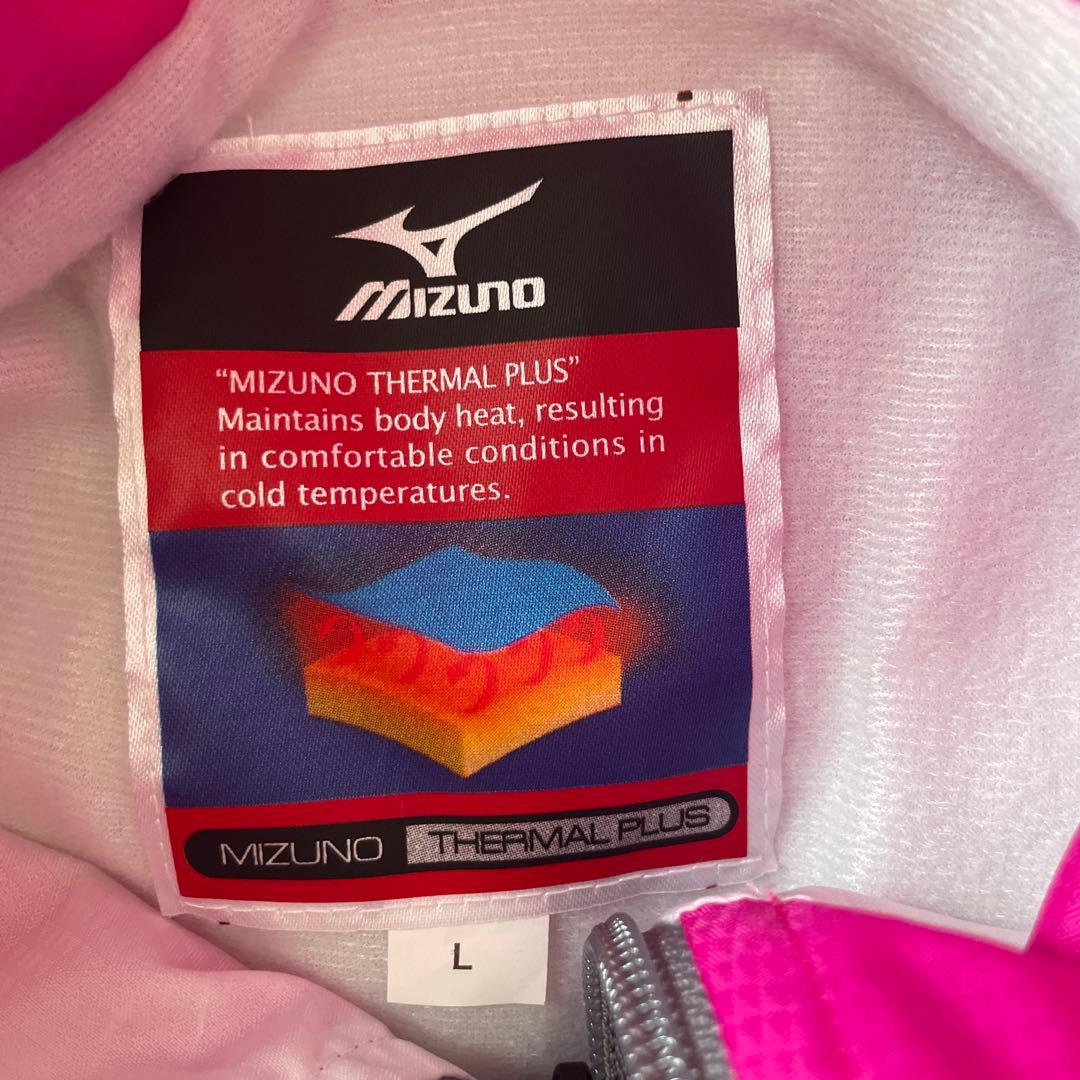 MIZUNO
“MIZUNO THERMAL PLUS”
Maintains body heat, resulting
in comfortable conditions in
cold temperatures.
MIZUNO THERMAL PLUS
L